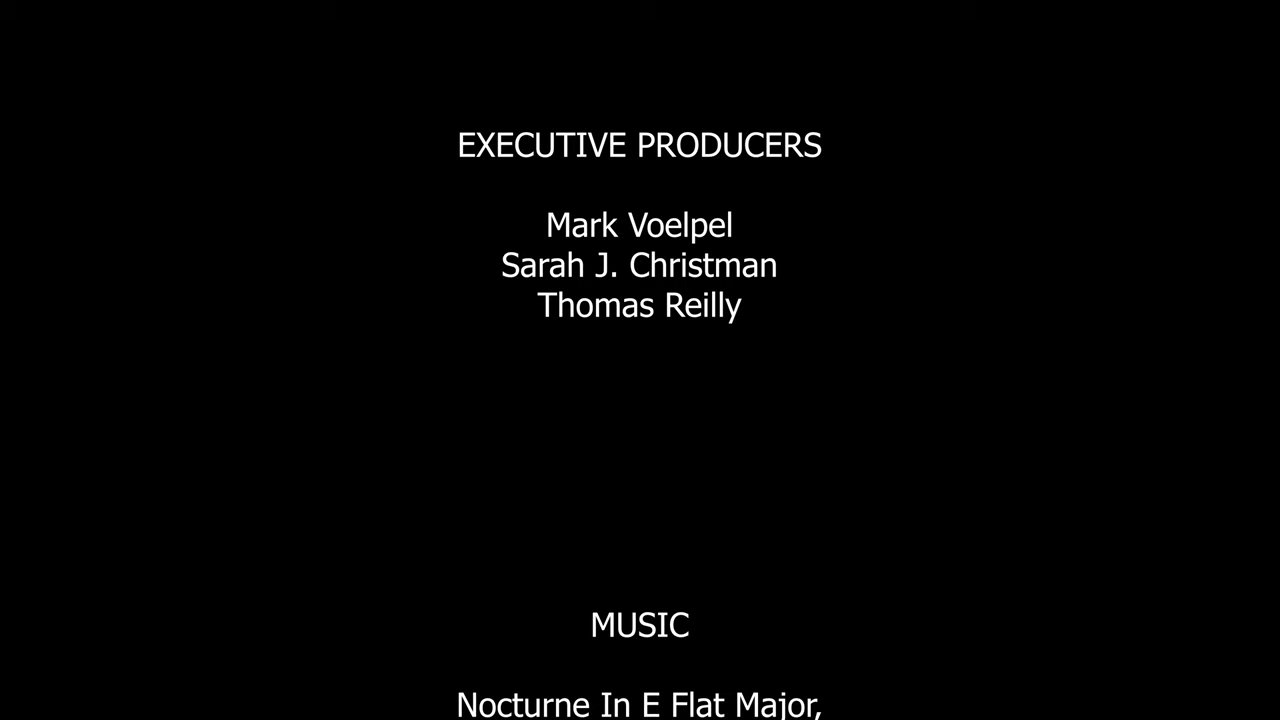 EXECUTIVE PRODUCERS
Mark Voelpel
Sarah J. Christman
Thomas Reilly
MUSIC
Nocturne In E Flat Major,